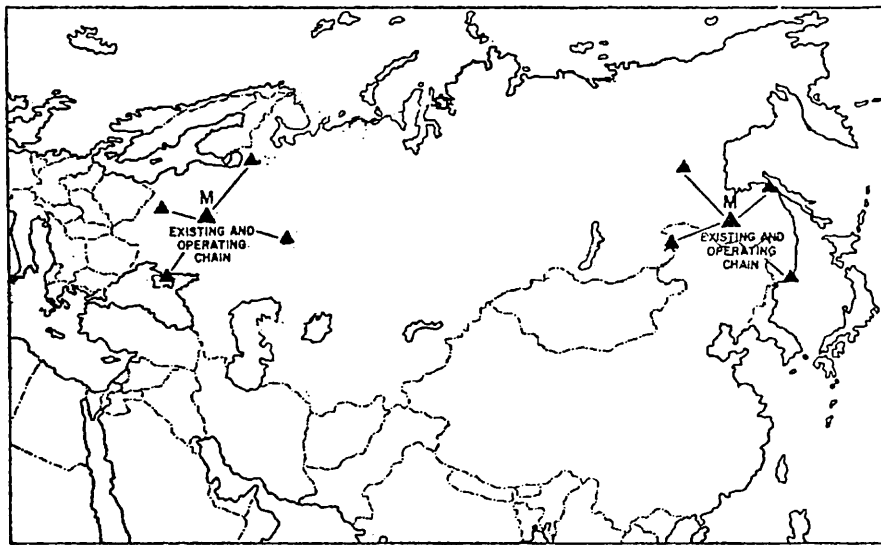 M
EXISTING AND
OPERATING
CHAIN
M
EXISTING AND
OPERATING
CHAIN